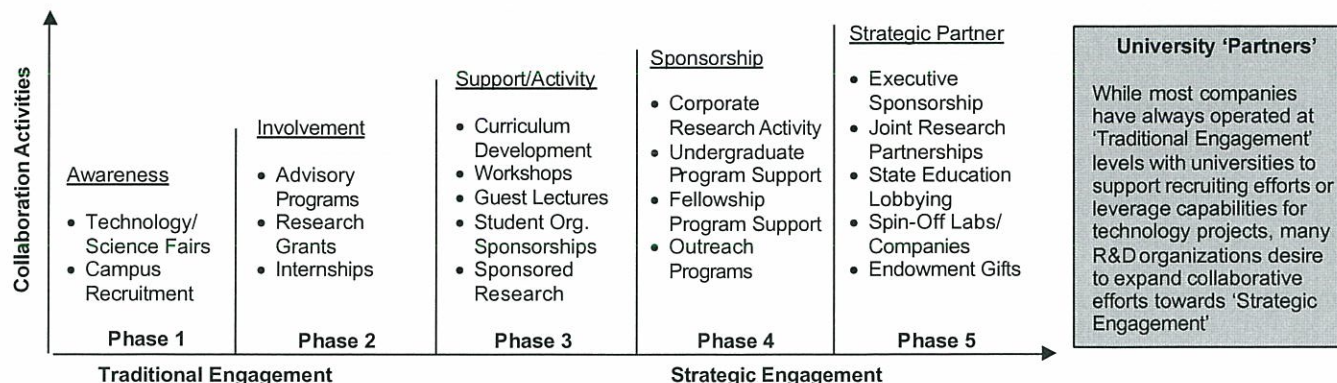 Collaboration Activities
Awareness
• Technology/
Science Fairs
• Campus
Recruitment
Phase 1
Involvement
• Advisory
Programs
• Research
Grants
• Internships
Phase 2
Support/Activity
• Curriculum
Development
• Workshops
• Guest Lectures
• Student Org.
Sponsorships
• Sponsored
Research
Phase 3
Sponsorship
• Corporate
Research Activity
• Undergraduate
Program Support
• Fellowship
Program Support
• Outreach
Programs
Phase 4
Strategic Partner
• Executive
Sponsorship
• Joint Research
Partnerships
• State Education
Lobbying
• Spin-Off Labs/
Companies
• Endowment Gifts
Phase 5
Traditional Engagement
Strategic Engagement
University ‘Partners’
While most companies
have always operated at
‘Traditional Engagement’
levels with universities to
support recruiting efforts or
leverage capabilities for
technology projects, many
R&D organizations desire
to expand collaborative
efforts towards ‘Strategic
Engagement’